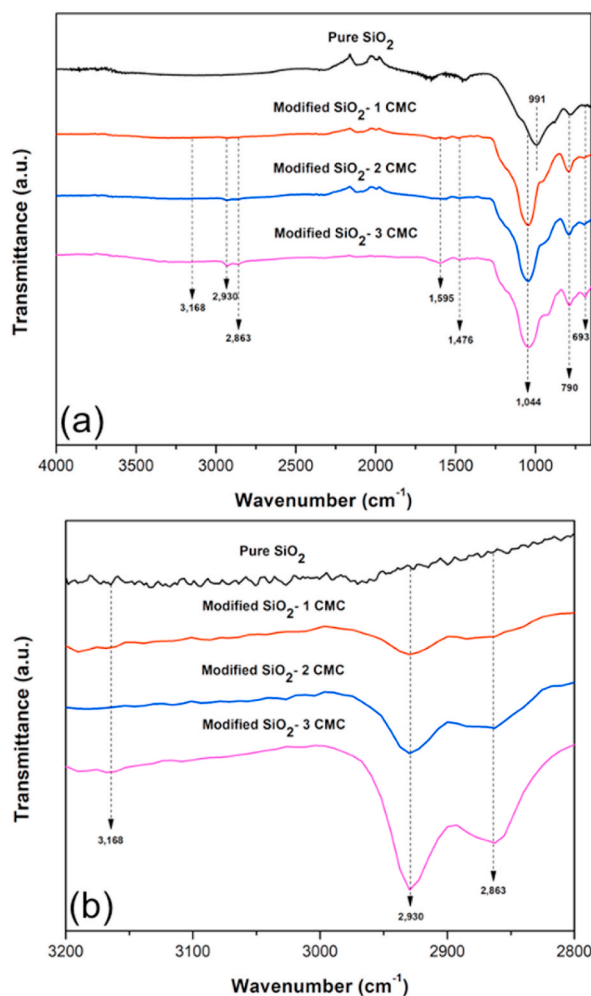 Pure SiO2
991
Modified SiO2- 1 CMC
Modified SiO2- 2 CMC
Modified SiO2- 3 CMC
3,168
2,930
2,863
1,595
1,476
1,044
790
693
Transmittance (a.u.)
(a)
4000 3500 3000 2500 2000 1500 1000
Wavenumber (cm-1)
Pure SiO2
Modified SiO2- 1 CMC
Modified SiO2- 2 CMC
Modified SiO2- 3 CMC
3,168
2,930
2,863
Transmittance (a.u.)
(b)
3200 3100 3000 2900 2800
Wavenumber (cm-1)